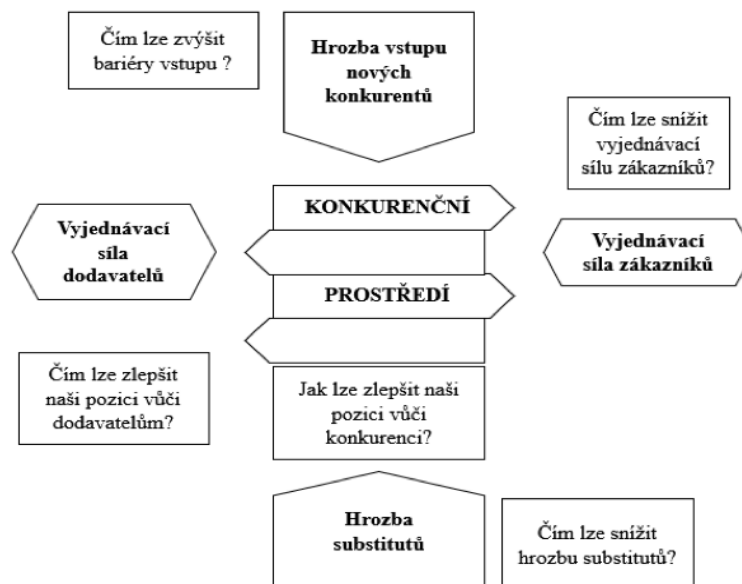 Čím lze zvýšit
bariéry vstupu ?
Hrozba vstupu
nových
konkurentů
Čím lze snížit
vyjednávací
sílu zákazníků?
KONKURENČNÍ
Vyjednávací
síla
dodavatelů
Vyjednávací
síla zákazníků
PROSTŘEDÍ
Čím lze zlepšit
naši pozici vůči
dodavatelům?
Jak lze zlepšit naši
pozici vůči
konkurenci?
Hrozba
substitutů
Čím lze snížit
hrozbu substitutů?